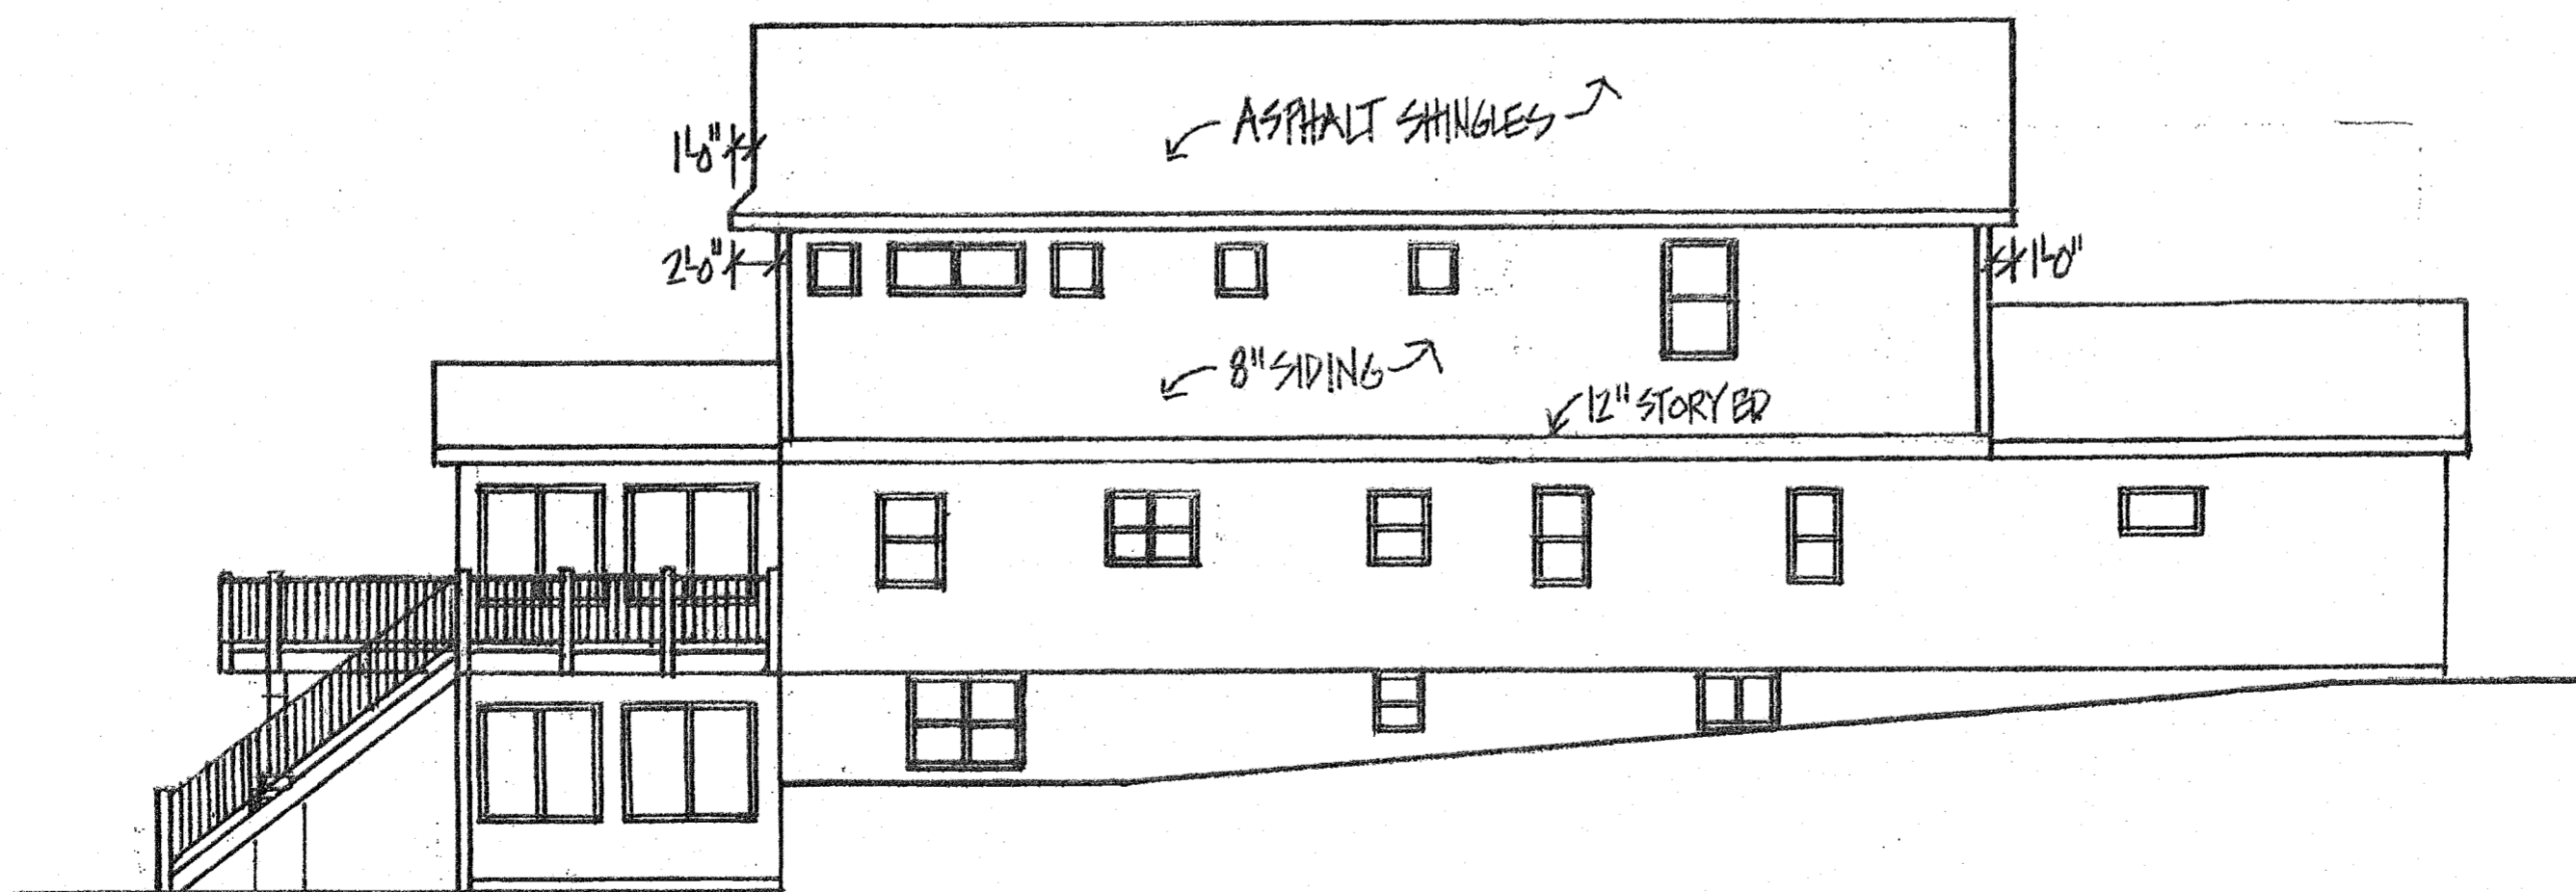 ASPHALT SHINGLES
1'-0"
2'-0"
1'-0"
8" SIDING
12" STORY BD